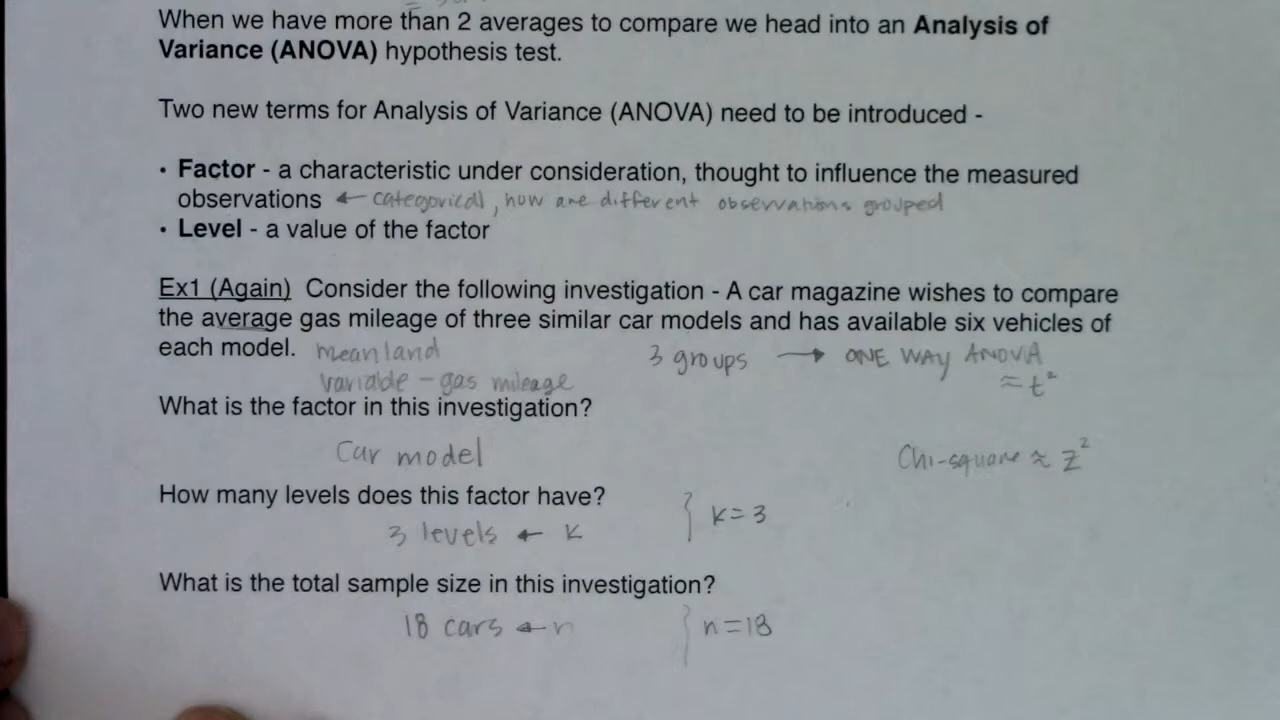 When we have more than 2 averages to compare we head into an Analysis of
Variance (ANOVA) hypothesis test.
Two new terms for Analysis of Variance (ANOVA) need to be introduced -
• Factor - a characteristic under consideration, thought to influence the measured
observations ← categorical, how are different observations grouped
• Level - a value of the factor
Ex1 (Again) Consider the following investigation - A car magazine wishes to compare
the average gas mileage of three similar car models and has available six vehicles of
each model. meanland 3 groups → ONE WAY ANOVA
variable - gas mileage ≈ t²
What is the factor in this investigation?
Car model Chi-square ≈ z²
How many levels does this factor have?
3 levels ← k } k=3
What is the total sample size in this investigation?
18 cars ← n } n=18